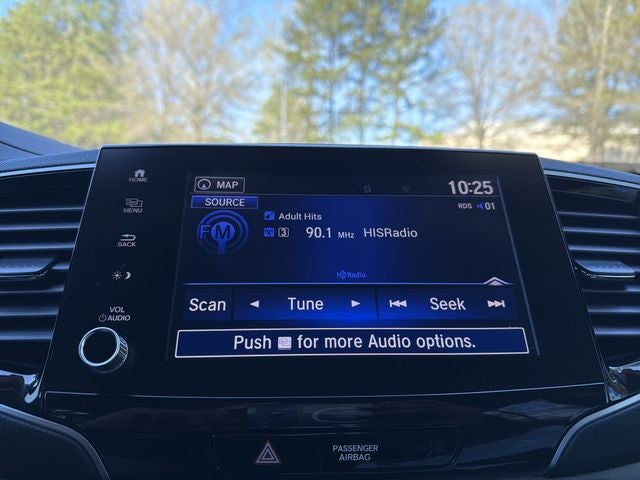 HOME
MENU
BACK
VOL
AUDIO
MAP
10:25
SOURCE
RDS 01
FM
Adult Hits
3 90.1 MHz HISRadio
HD Radio
Scan Tune Seek
Push for more Audio options.
PASSENGER
AIRBAG